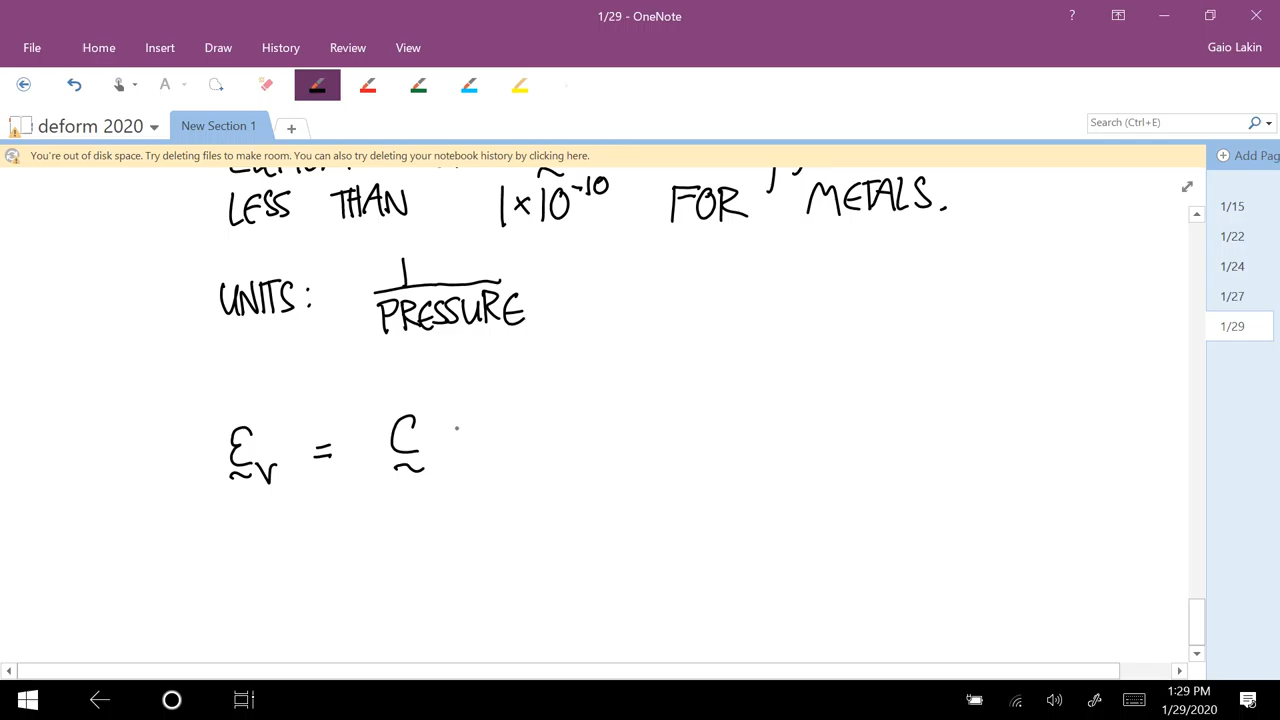 1/29 - OneNote
?
File Home Insert Draw History Review View
Gaio Lakin
A
deform 2020
New Section 1
+
Search (Ctrl+E)
You're out of disk space. Try deleting files to make room. You can also try deleting your notebook history by clicking here.
Add Pag
LESS THAN 1×10⁻¹⁰ FOR METALS.
UNITS: 1
PRESSURE
ε̰ᵥ = C̰
1/15
1/22
1/24
1/27
1/29
1:29 PM
1/29/2020